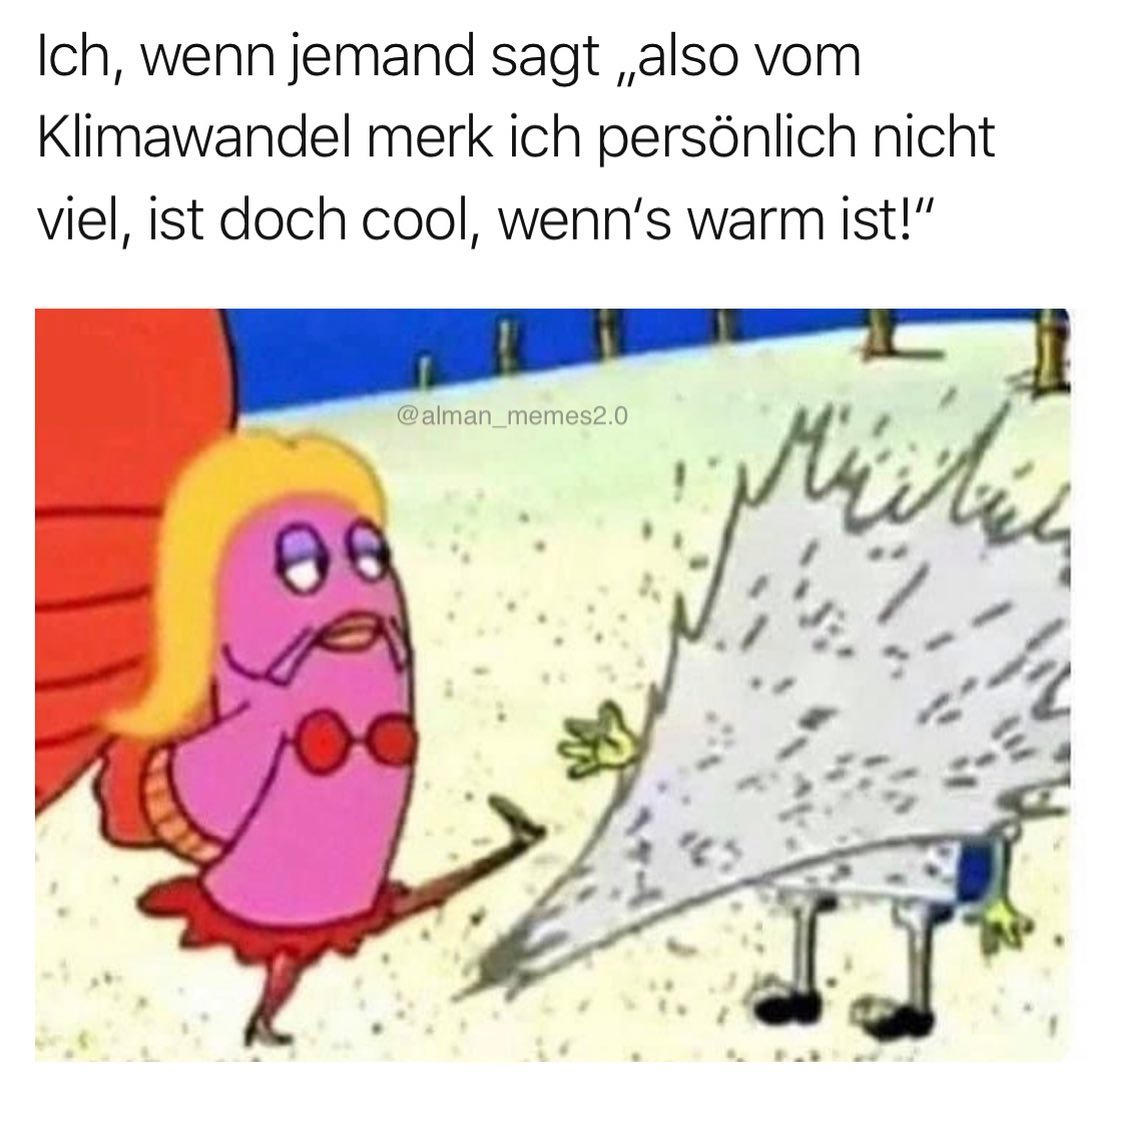 Ich, wenn jemand sagt „also vom
Klimawandel merk ich persönlich nicht
viel, ist doch cool, wenn‘s warm ist!“
@alman_memes2.0